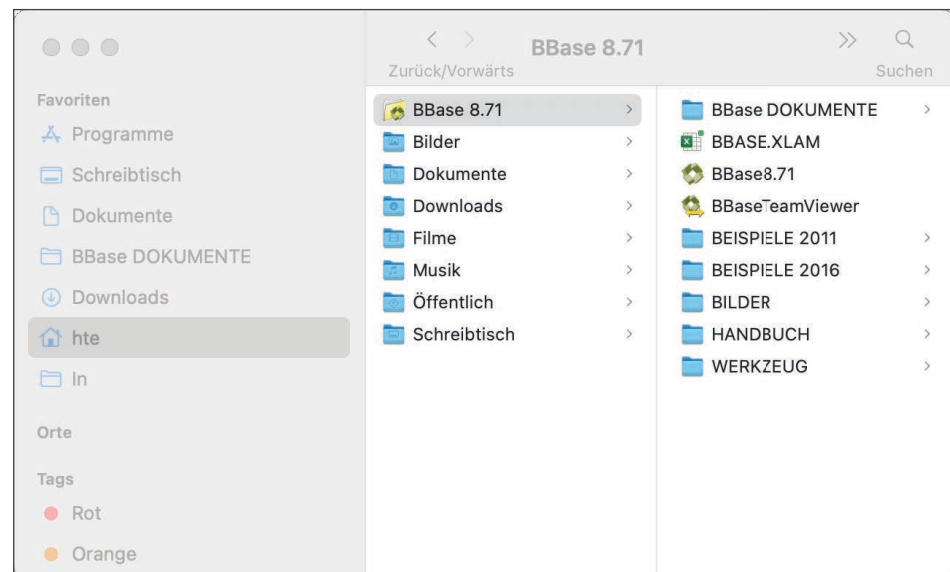 BBase 8.71
Zurück/Vorwärts
Suchen
Favoriten
Programme
Schreibtisch
Dokumente
BBase DOKUMENTE
Downloads
hte
In
Orte
Tags
Rot
Orange
BBase 8.71
Bilder
Dokumente
Downloads
Filme
Musik
Öffentlich
Schreibtisch
BBase DOKUMENTE
BBASE.XLAM
BBase8.71
BBaseTeamViewer
BEISPIELE 2011
BEISPIELE 2016
BILDER
HANDBUCH
WERKZEUG